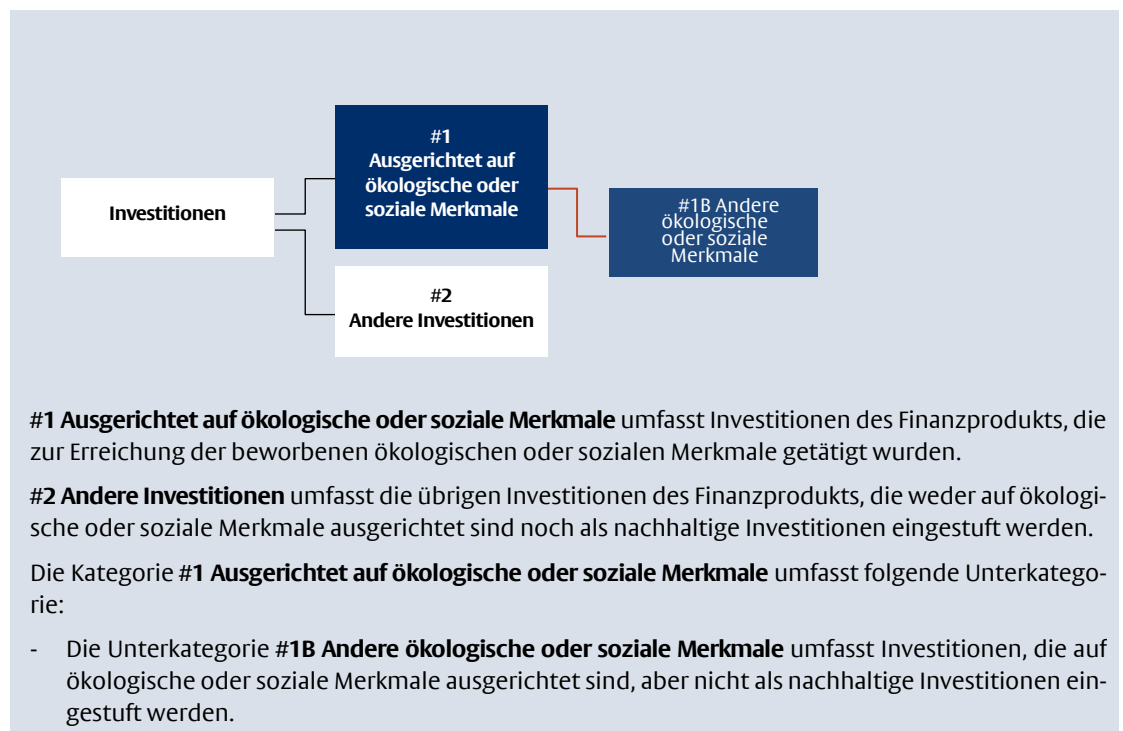 #1
Ausgerichtet auf
ökologische oder
soziale Merkmale
Investitionen
#1B Andere
ökologische
oder soziale
Merkmale
#2
Andere Investitionen
#1 Ausgerichtet auf ökologische oder soziale Merkmale umfasst Investitionen des Finanzprodukts, die
zur Erreichung der beworbenen ökologischen oder sozialen Merkmale getätigt wurden.
#2 Andere Investitionen umfasst die übrigen Investitionen des Finanzprodukts, die weder auf ökologi-
sche oder soziale Merkmale ausgerichtet sind noch als nachhaltige Investitionen eingestuft werden.
Die Kategorie #1 Ausgerichtet auf ökologische oder soziale Merkmale umfasst folgende Unterkatego-
rie:
- Die Unterkategorie #1B Andere ökologische oder soziale Merkmale umfasst Investitionen, die auf
ökologische oder soziale Merkmale ausgerichtet sind, aber nicht als nachhaltige Investitionen ein-
gestuft werden.